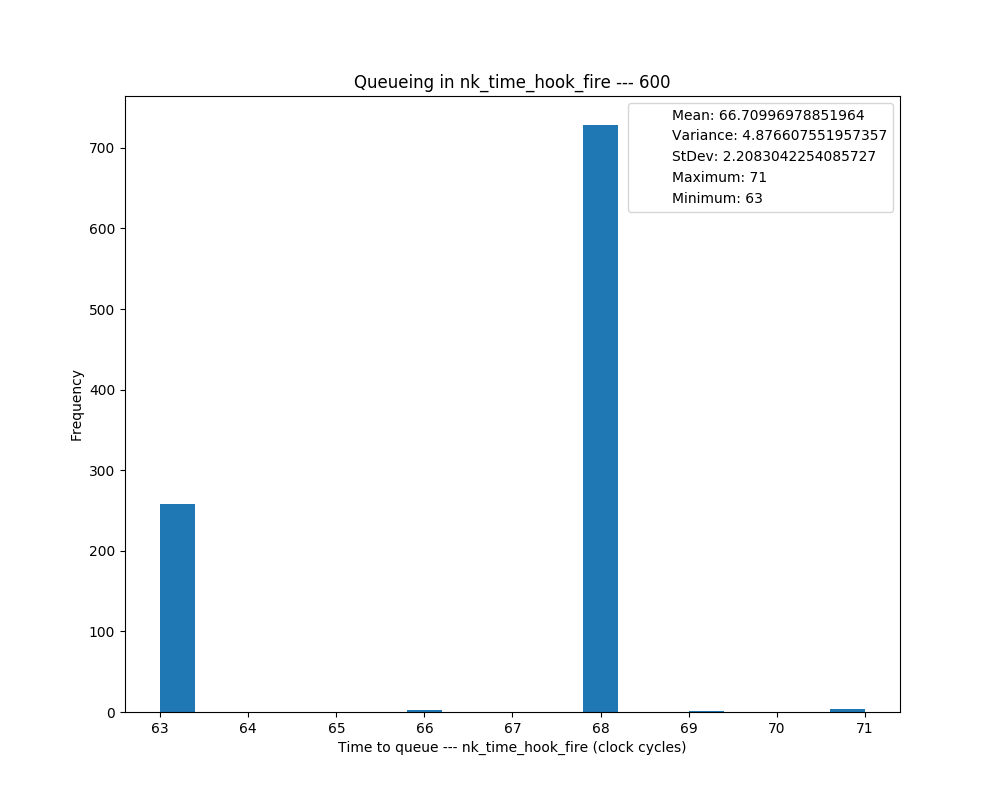 Queueing in nk_time_hook_fire --- 600
Mean: 66.70996978851964
Variance: 4.876607551957357
StDev: 2.2083042254085727
Maximum: 71
Minimum: 63
Frequency
700
600
500
400
300
200
100
0
63 64 65 66 67 68 69 70 71
Time to queue --- nk_time_hook_fire (clock cycles)